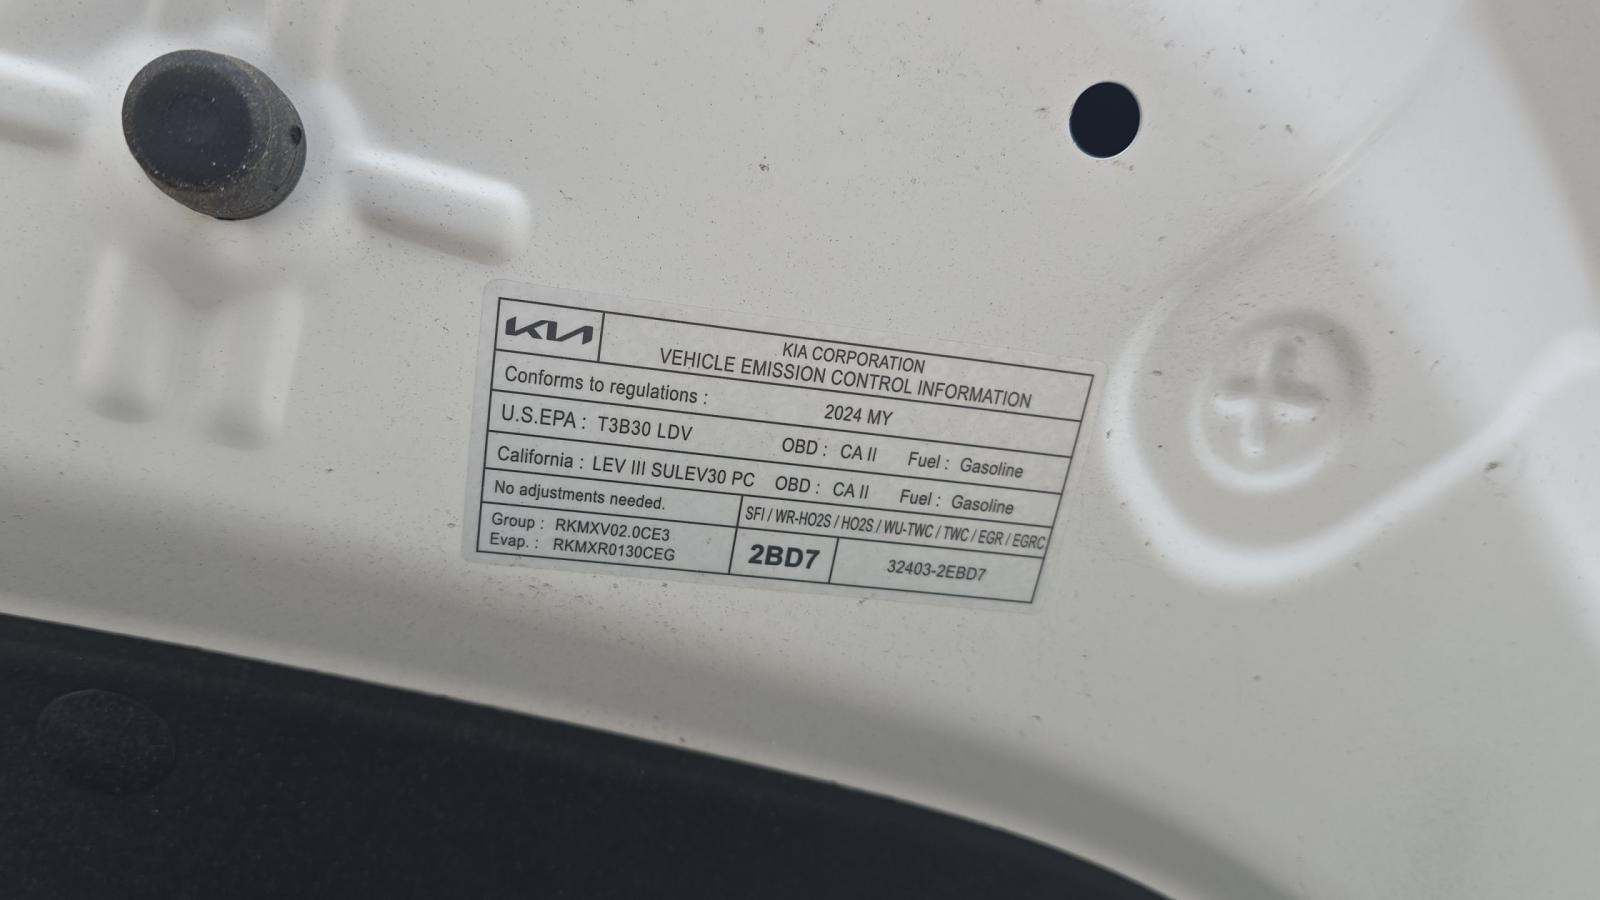 KIA
KIA CORPORATION
VEHICLE EMISSION CONTROL INFORMATION
Conforms to regulations : 2024 MY
U.S.EPA : T3B30 LDV OBD : CA II Fuel : Gasoline
California : LEV III SULEV30 PC OBD : CA II Fuel : Gasoline
No adjustments needed. SFI / WR-HO2S / HO2S / WU-TWC / TWC / EGR / EGRC
Group : RKMXV02.0CE3
Evap. : RKMXR0130CEG
2BD7 32403-2EBD7